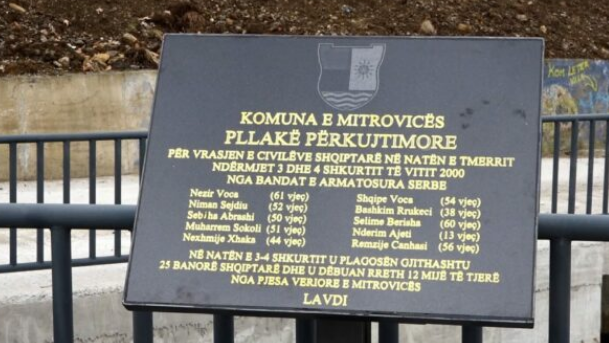 KOMUNA E MITROVICËS
PLLAKË PËRKUJTIMORE
PËR VRASJEN E CIVILËVE SHQIPTARË NË NATËN E TMERRIT
NDËRMJET 3 DHE 4 SHKURTIT TË VITIT 2000
NGA BANDAT E ARMATOSURA SERBE
Nezir Voca (61 vjeç)
Niman Sejdiu (52 vjeç)
Sebiha Abrashi (50 vjeç)
Muharrem Sokoli (51 vjeç)
Nexhmije Xhaka (44 vjeç)
Shqipe Voca (54 vjeç)
Bashkim Rrukeci (38 vjeç)
Selime Berisha (60 vjeç)
Nderim Ajeti (13 vjeç)
Remzije Canhasi (56 vjeç)
NË NATËN E 3-4 SHKURTIT U PLAGOSËN GJITHASHTU
25 BANORË SHQIPTARË DHE U DËBUAN RRETH 12 MIJË TË TJERË
NGA PJESA VERIORE E MITROVICËS
LAVDI